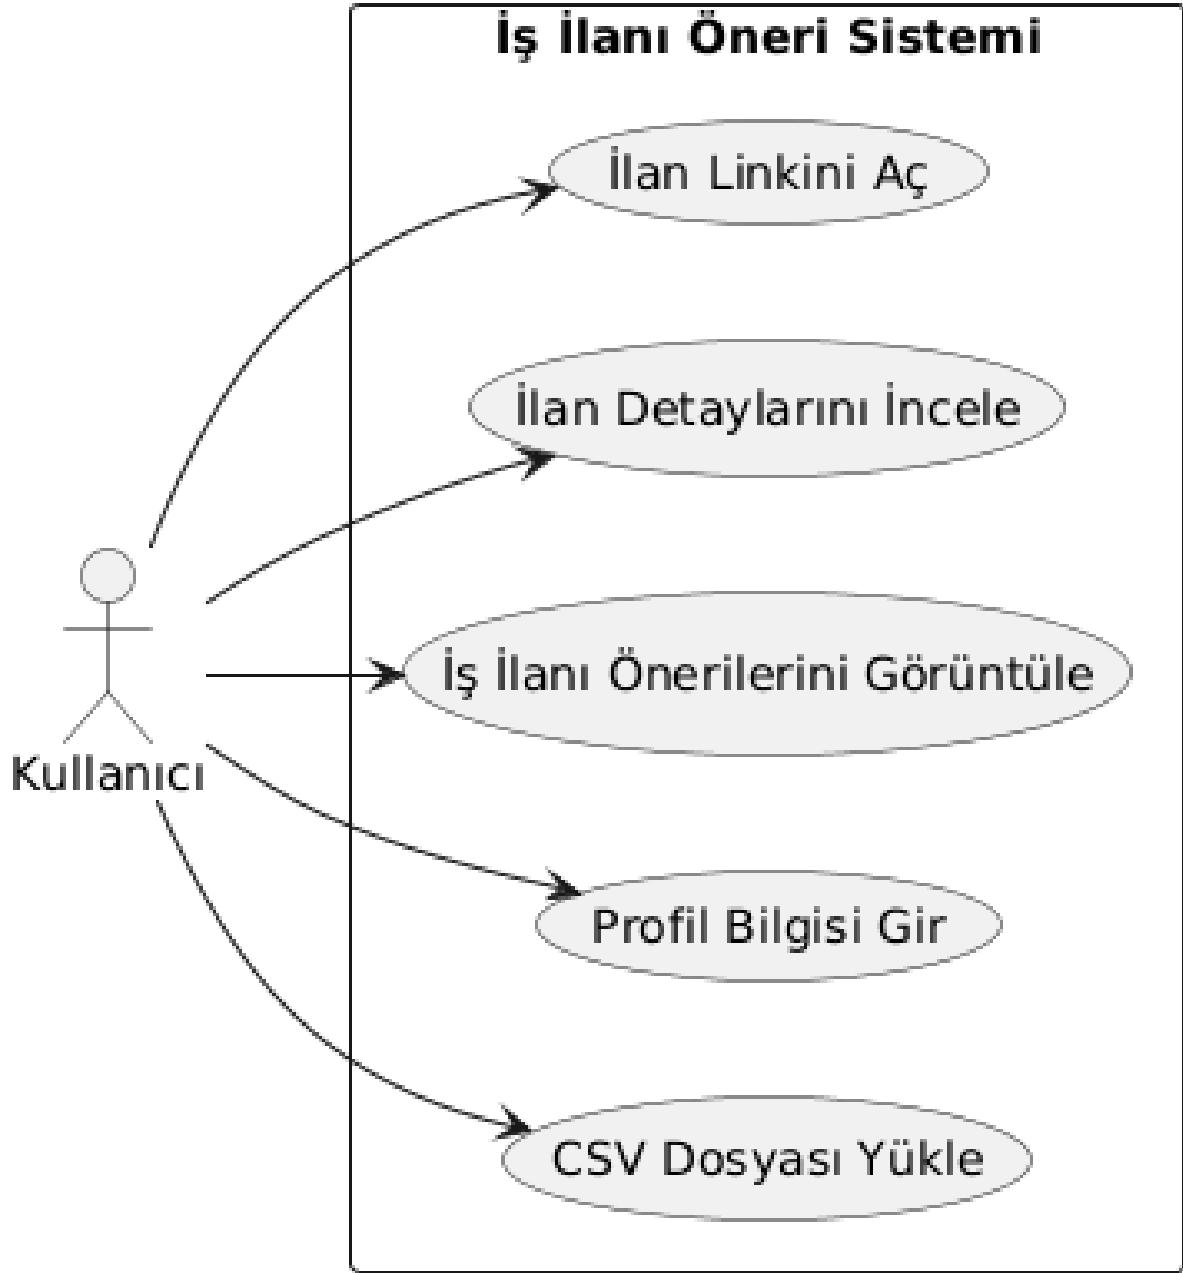 İş İlanı Öneri Sistemi
İlan Linkini Aç
İlan Detaylarını İncele
İş İlanı Önerilerini Görüntüle
Kullanıcı
Profil Bilgisi Gir
CSV Dosyası Yükle